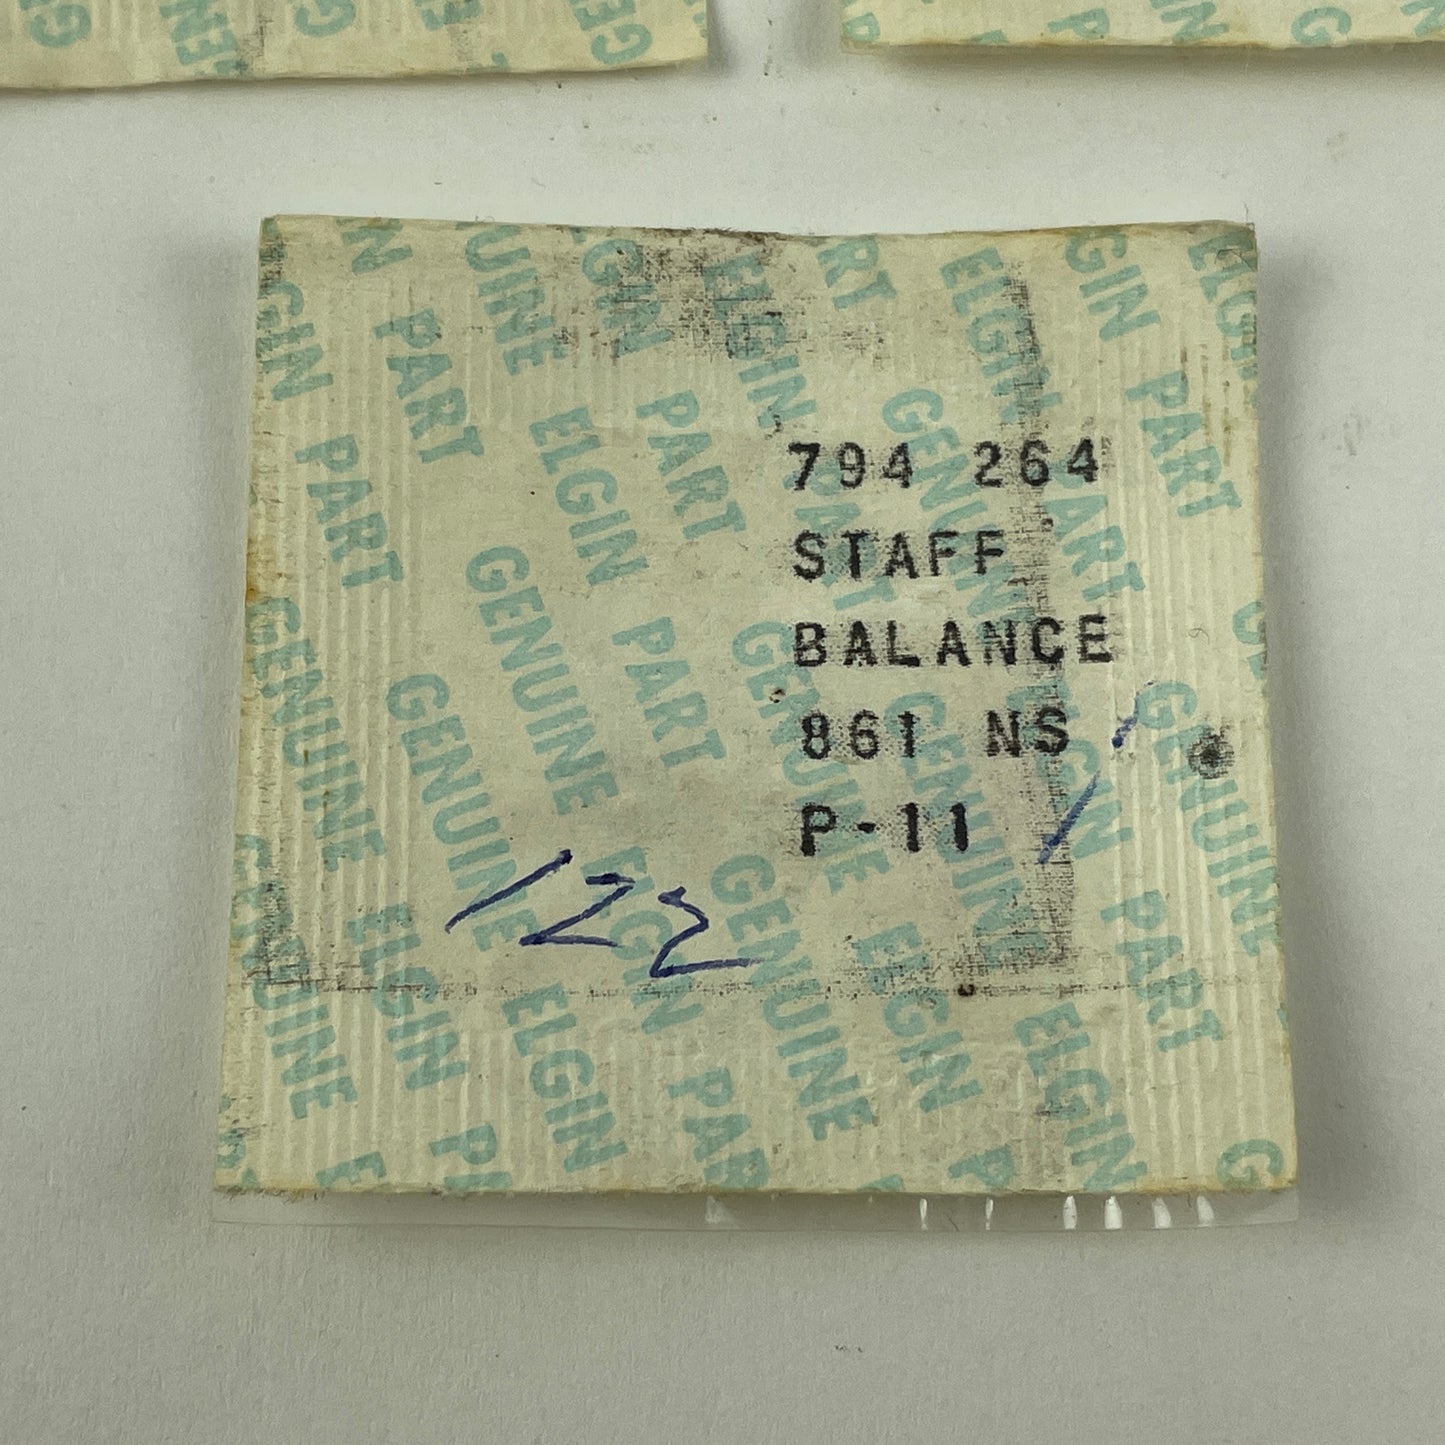 794 264
STAFF
BALANCE
861 NS
P-11
122
GENUINE ELGIN PART